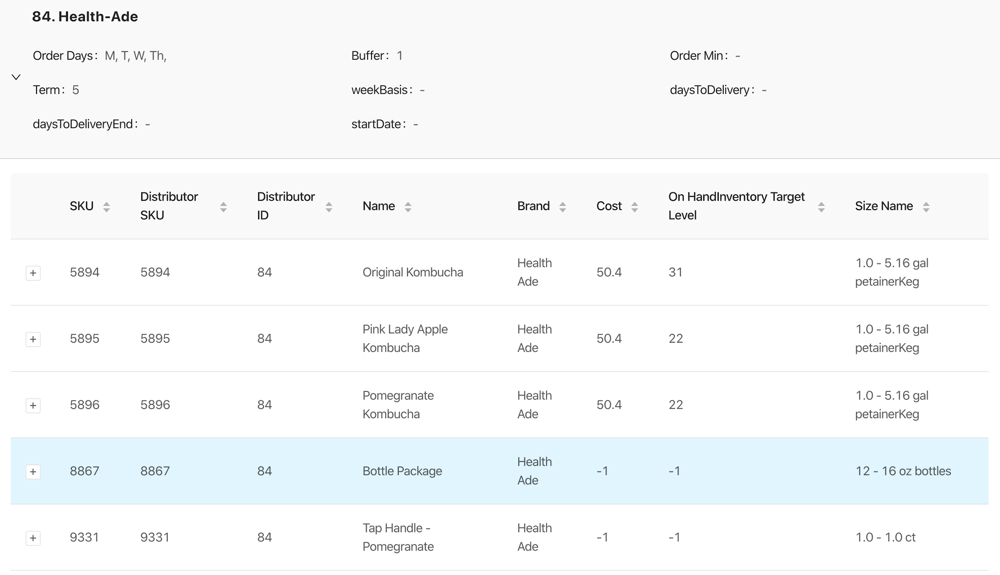 84. Health-Ade
Order Days: M, T, W, Th,
Buffer: 1
Order Min: -
Term: 5
weekBasis: -
daysToDelivery: -
daysToDeliveryEnd: -
startDate: -
SKU Distributor SKU Distributor ID Name Brand Cost On HandInventory Target Level Size Name
+ 5894 5894 84 Original Kombucha Health Ade 50.4 31 1.0 - 5.16 gal petainerKeg
+ 5895 5895 84 Pink Lady Apple Kombucha Health Ade 50.4 22 1.0 - 5.16 gal petainerKeg
+ 5896 5896 84 Pomegranate Kombucha Health Ade 50.4 22 1.0 - 5.16 gal petainerKeg
+ 8867 8867 84 Bottle Package Health Ade -1 -1 12 - 16 oz bottles
+ 9331 9331 84 Tap Handle - Pomegranate Health Ade -1 -1 1.0 - 1.0 ct